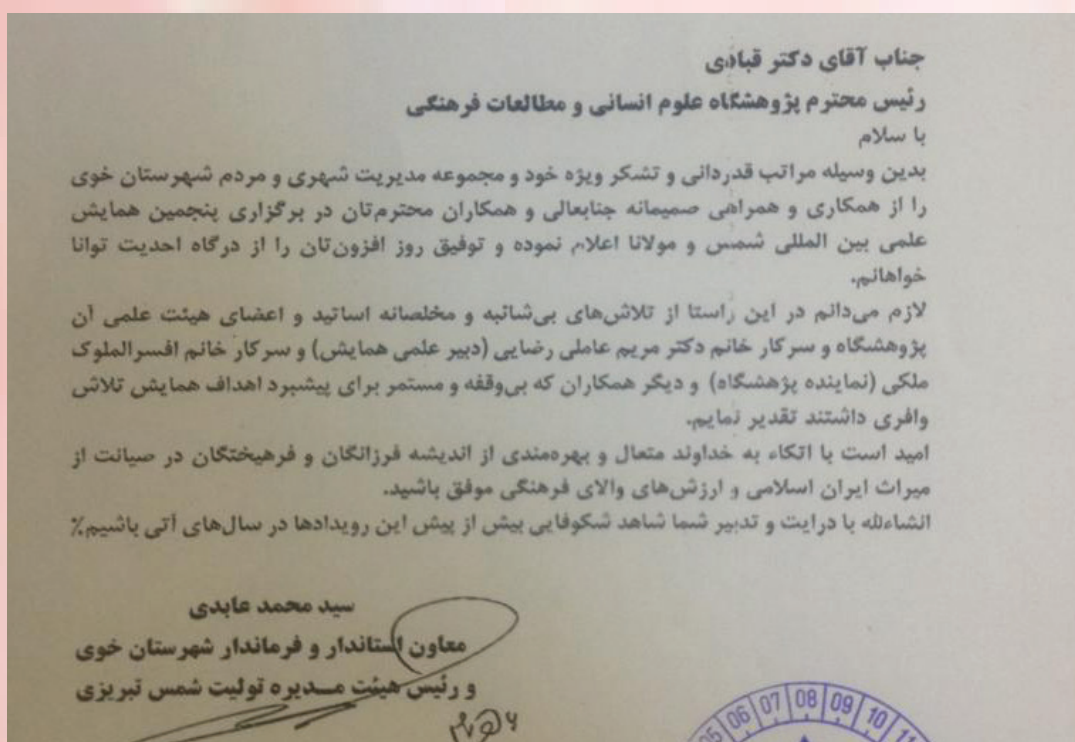 جناب آقای دکتر قبادی
رئیس محترم پژوهشگاه علوم انسانی و مطالعات فرهنگی
با سلام
بدین وسیله مراتب قدردانی و تشکر ویژه خود و مجموعه مدیریت شهری و مردم شهرستان خوی
را از همکاری و همراهی صمیمانه جنابعالی و همکاران محترم‌تان در برگزاری پنجمین همایش
علمی بین المللی شمس و مولانا اعلام نموده و توفیق روز افزون‌تان را از درگاه احدیت توانا
خواهانم.
لازم می‌دانم در این راستا از تلاش‌های بی‌شائبه و مخلصانه اساتید و اعضای هیئت علمی آن
پژوهشگاه و سرکار خانم دکتر مریم عاملی رضایی (دبیر علمی همایش) و سرکار خانم افسرالملوک
ملکی (نماینده پژهشگاه) و دیگر همکاران که بی‌وقفه و مستمر برای پیشبرد اهداف همایش تلاش
وافری داشتند تقدیر نمایم.
امید است با اتکاء به خداوند متعال و بهره‌مندی از اندیشه فرزانگان و فرهیختگان در صیانت از
میراث ایران اسلامی و ارزش‌های والای فرهنگی موفق باشید.
انشاءالله با درایت و تدبیر شما شاهد شکوفایی بیش از پیش این رویدادها در سال‌های آتی باشیم٪
سید محمد عابدی
معاون استاندار و فرماندار شهرستان خوی
و رئیس هیئت مــدیره تولیت شمس تبریزی
05 06 07 08 09 10 11